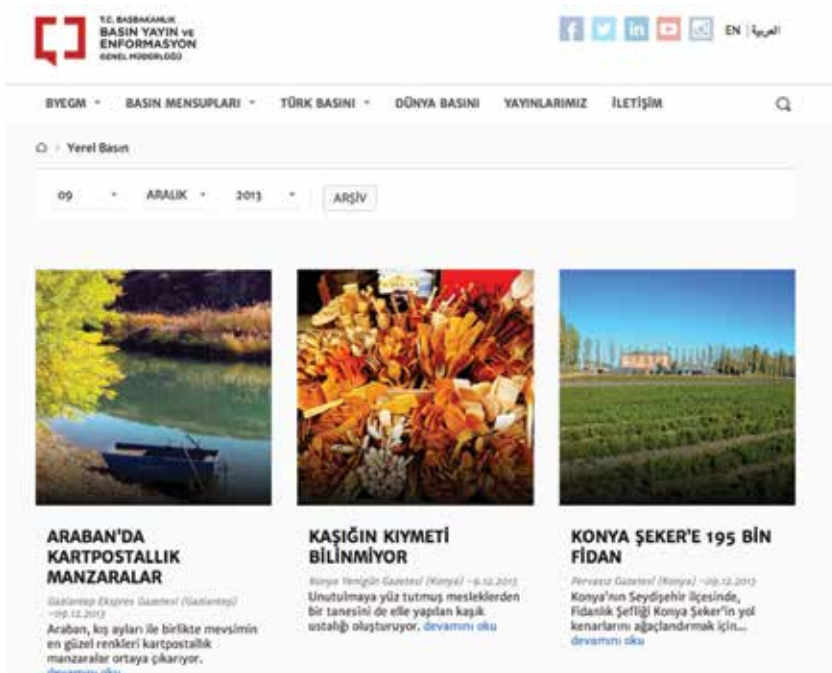 T.C. BAŞBAKANLIK
BASIN YAYIN VE
ENFORMASYON
GENEL MÜDÜRLÜĞÜ
EN | العربية
BYEGM
BASIN MENSUPLARI
TÜRK BASINI
DÜNYA BASINI
YAYINLARIMIZ
İLETİŞİM
Yerel Basın
09
ARALIK
2013
ARŞİV
ARABAN'DA
KARTPOSTALLIK
MANZARALAR
Gaziantep Ekspres Gazetesi (Gaziantep)
-09.12.2013
Araban, kış ayları ile birlikte mevsimin
en güzel renkleri kartpostallık
manzaralar ortaya çıkarıyor.
devamını oku
KAŞIĞIN KIYMETİ
BİLİNMİYOR
Konya Yenigün Gazetesi (Konya) -9.12.2013
Unutulmaya yüz tutmuş mesleklerden
bir tanesini de elle yapılan kaşık
ustalığı oluşturuyor. devamını oku
KONYA ŞEKER'E 195 BİN
FİDAN
Pervasız Gazetesi (Konya) -09.12.2013
Konya'nın Seydişehir ilçesinde,
Fidanlık Şefliği Konya Şeker'in yol
kenarlarını ağaçlandırmak için...
devamını oku